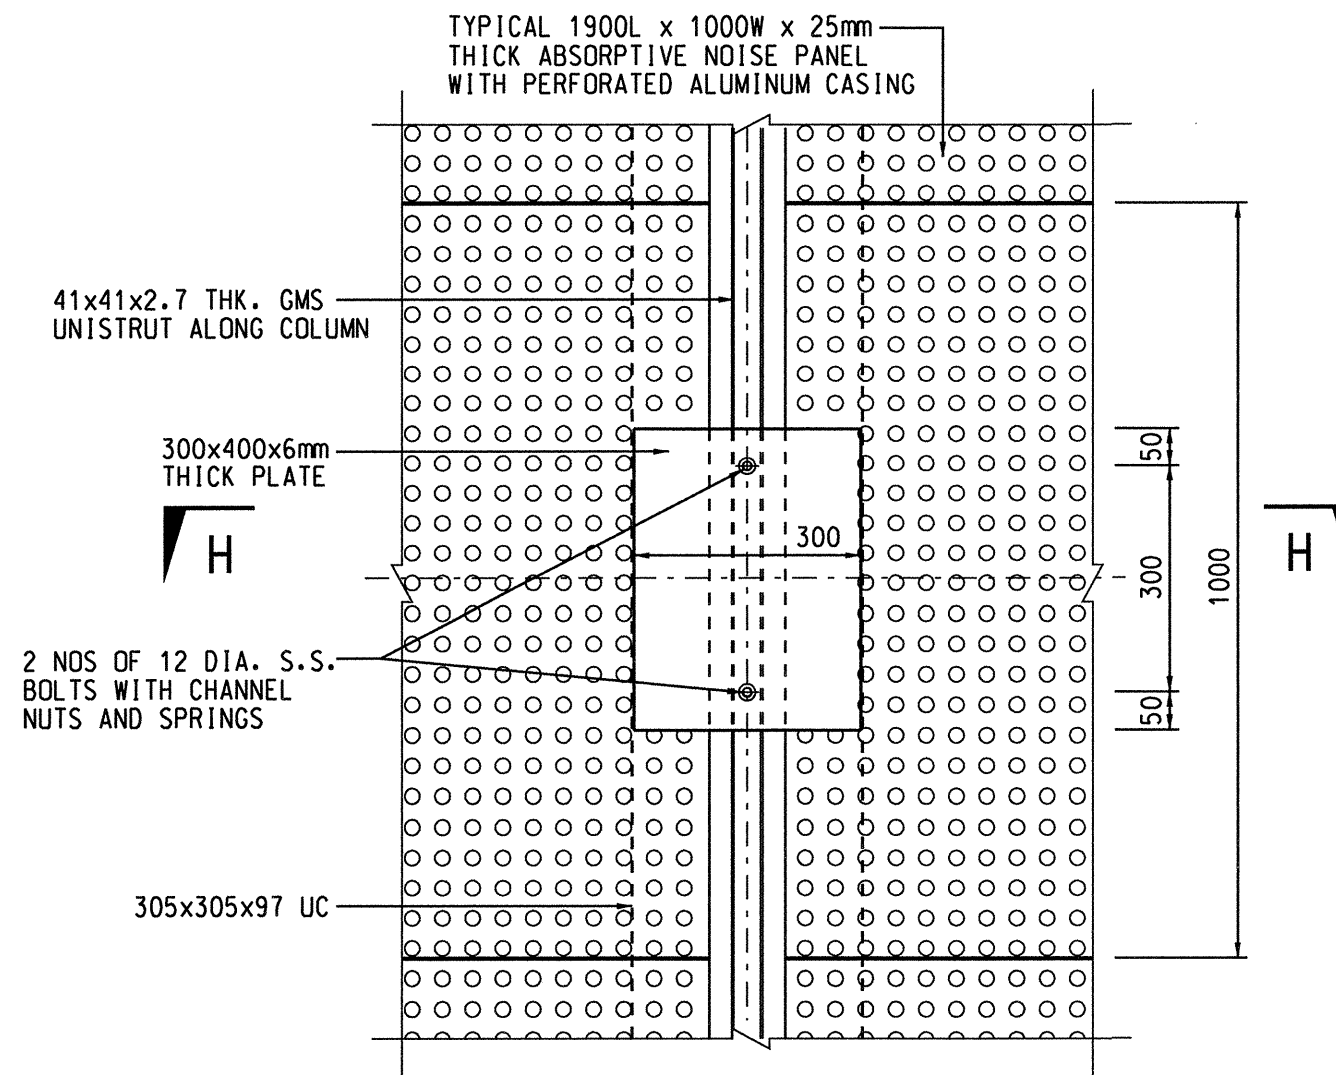 TYPICAL 1900L x 1000W x 25mm
THICK ABSORPTIVE NOISE PANEL
WITH PERFORATED ALUMINUM CASING
41x41x2.7 THK. GMS
UNISTRUT ALONG COLUMN
300x400x6mm
THICK PLATE
H
2 NOS OF 12 DIA. S.S.
BOLTS WITH CHANNEL
NUTS AND SPRINGS
305x305x97 UC
300
50
300
50
1000
H